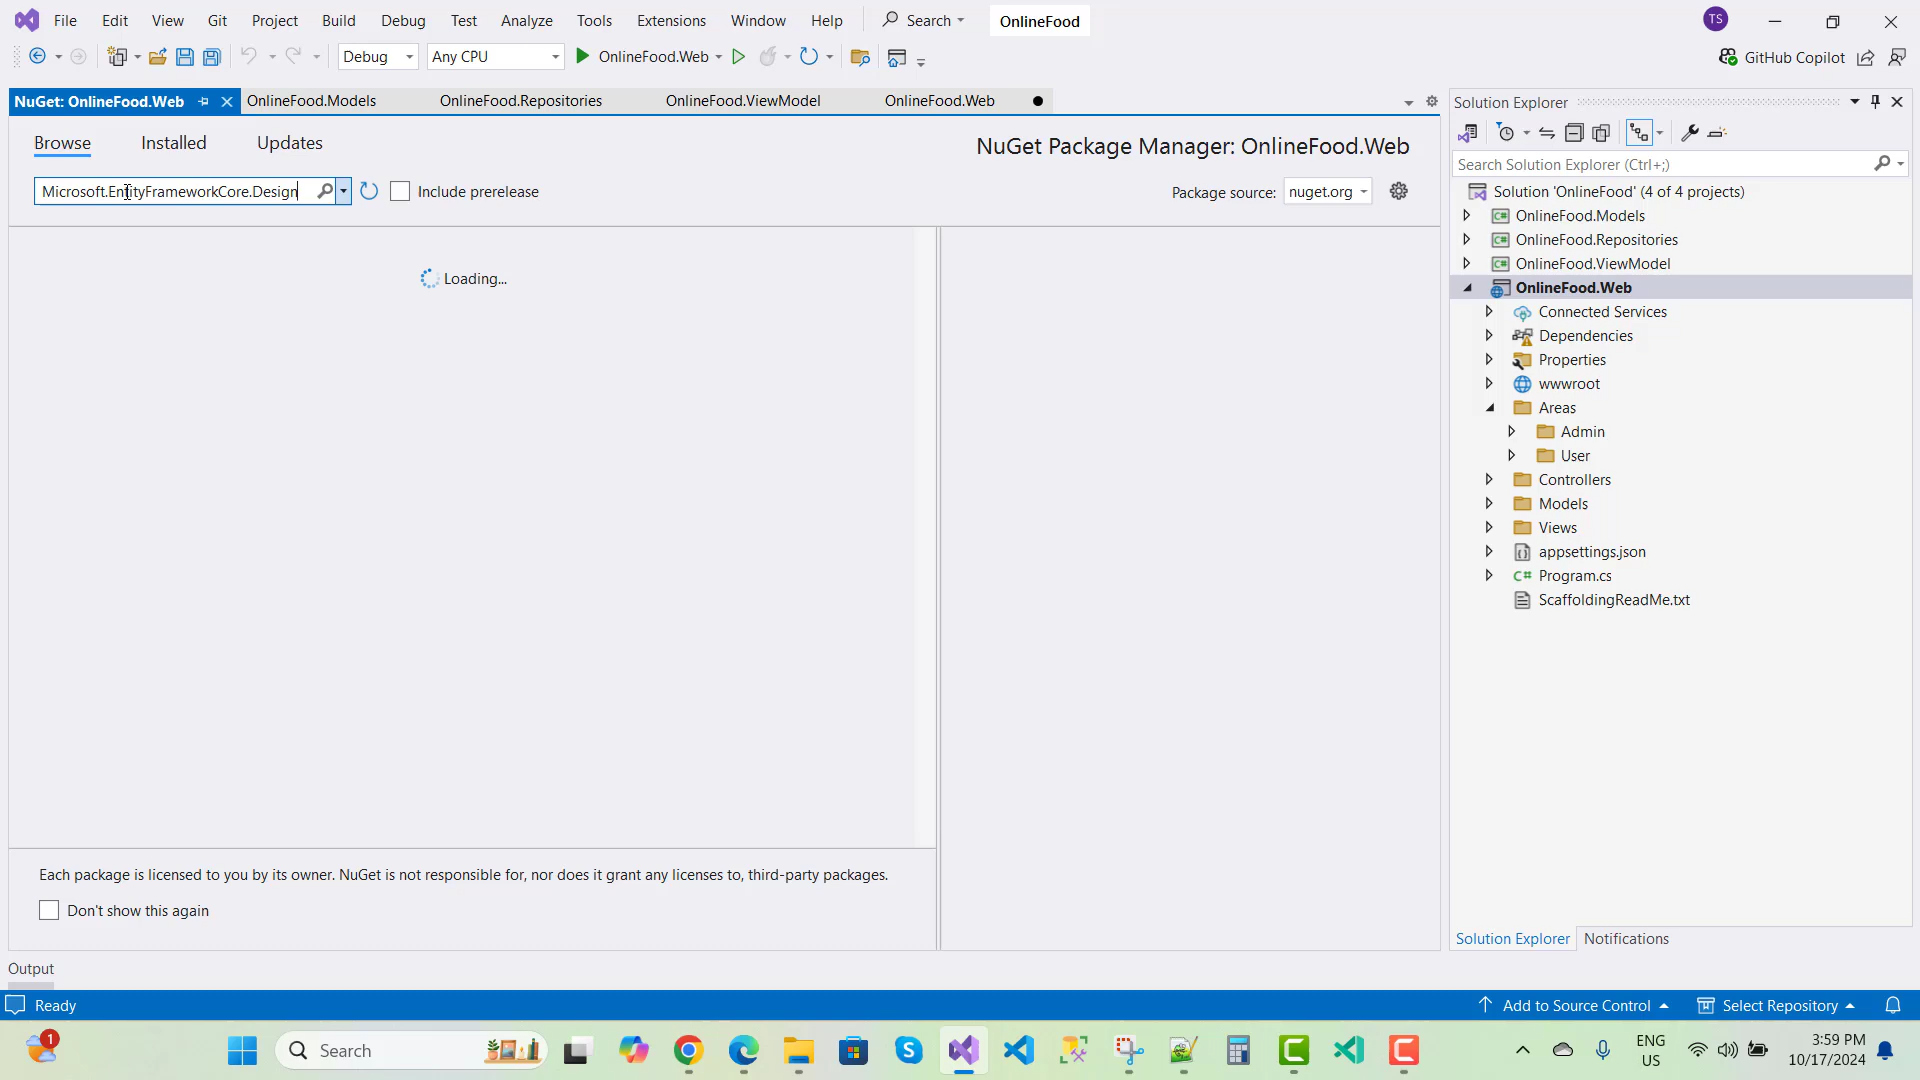 File Edit View Git Project Build Debug Test Analyze Tools Extensions Window Help Search OnlineFood TS
Debug Any CPU OnlineFood.Web GitHub Copilot
NuGet: OnlineFood.Web OnlineFood.Models OnlineFood.Repositories OnlineFood.ViewModel OnlineFood.Web
Browse Installed Updates
NuGet Package Manager: OnlineFood.Web
Microsoft.EntityFrameworkCore.Design Include prerelease
Package source: nuget.org
Loading...
Each package is licensed to you by its owner. NuGet is not responsible for, nor does it grant any licenses to, third-party packages.
Don't show this again
Solution Explorer
Search Solution Explorer (Ctrl+;)
Solution 'OnlineFood' (4 of 4 projects)
C# OnlineFood.Models
C# OnlineFood.Repositories
C# OnlineFood.ViewModel
OnlineFood.Web
Connected Services
Dependencies
Properties
wwwroot
Areas
Admin
User
Controllers
Models
Views
appsettings.json
C# Program.cs
ScaffoldingReadMe.txt
Solution Explorer Notifications
Output
Ready Add to Source Control Select Repository
1 Search ENG US 3:59 PM
10/17/2024